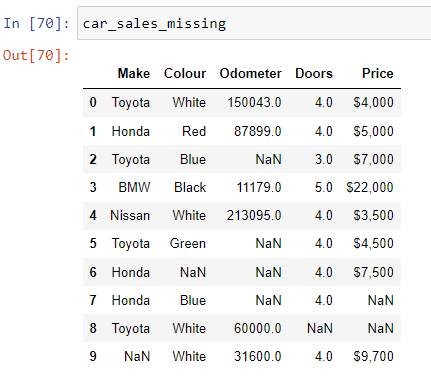 In [70]: car_sales_missing
Out[70]:
Make Colour Odometer Doors Price
0 Toyota White 150043.0 4.0 $4,000
1 Honda Red 87899.0 4.0 $5,000
2 Toyota Blue NaN 3.0 $7,000
3 BMW Black 11179.0 5.0 $22,000
4 Nissan White 213095.0 4.0 $3,500
5 Toyota Green NaN 4.0 $4,500
6 Honda NaN NaN 4.0 $7,500
7 Honda Blue NaN 4.0 NaN
8 Toyota White 60000.0 NaN NaN
9 NaN White 31600.0 4.0 $9,700